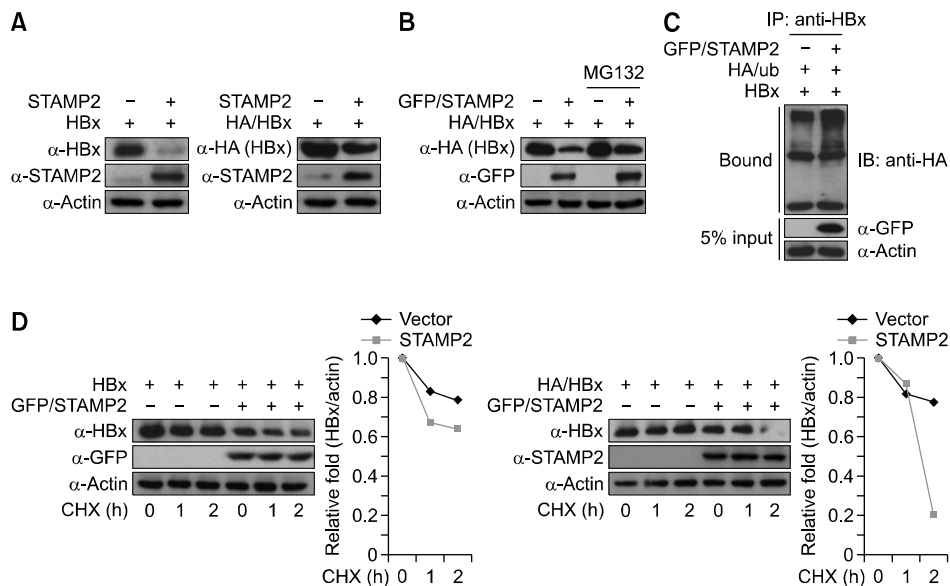 A
STAMP2 – +
HBx + +
α-HBx
α-STAMP2
α-Actin
STAMP2 – +
HA/HBx + +
α-HA (HBx)
α-STAMP2
α-Actin
B
MG132
GFP/STAMP2 – + – +
HA/HBx + + + +
α-HA (HBx)
α-GFP
α-Actin
C
IP: anti-HBx
GFP/STAMP2 – +
HA/ub + +
HBx + +
Bound
IB: anti-HA
5% input
α-GFP
α-Actin
D
HBx + + + + + +
GFP/STAMP2 – – – + + +
α-HBx
α-GFP
α-Actin
CHX (h) 0 1 2 0 1 2
Vector
STAMP2
Relative fold (HBx/actin)
1.0
0.8
0.6
0.4
0.2
0
CHX (h) 0 1 2
HA/HBx + + + + + +
GFP/STAMP2 – – – + + +
α-HBx
α-STAMP2
α-Actin
CHX (h) 0 1 2 0 1 2
Vector
STAMP2
Relative fold (HBx/actin)
1.0
0.8
0.6
0.4
0.2
0
CHX (h) 0 1 2